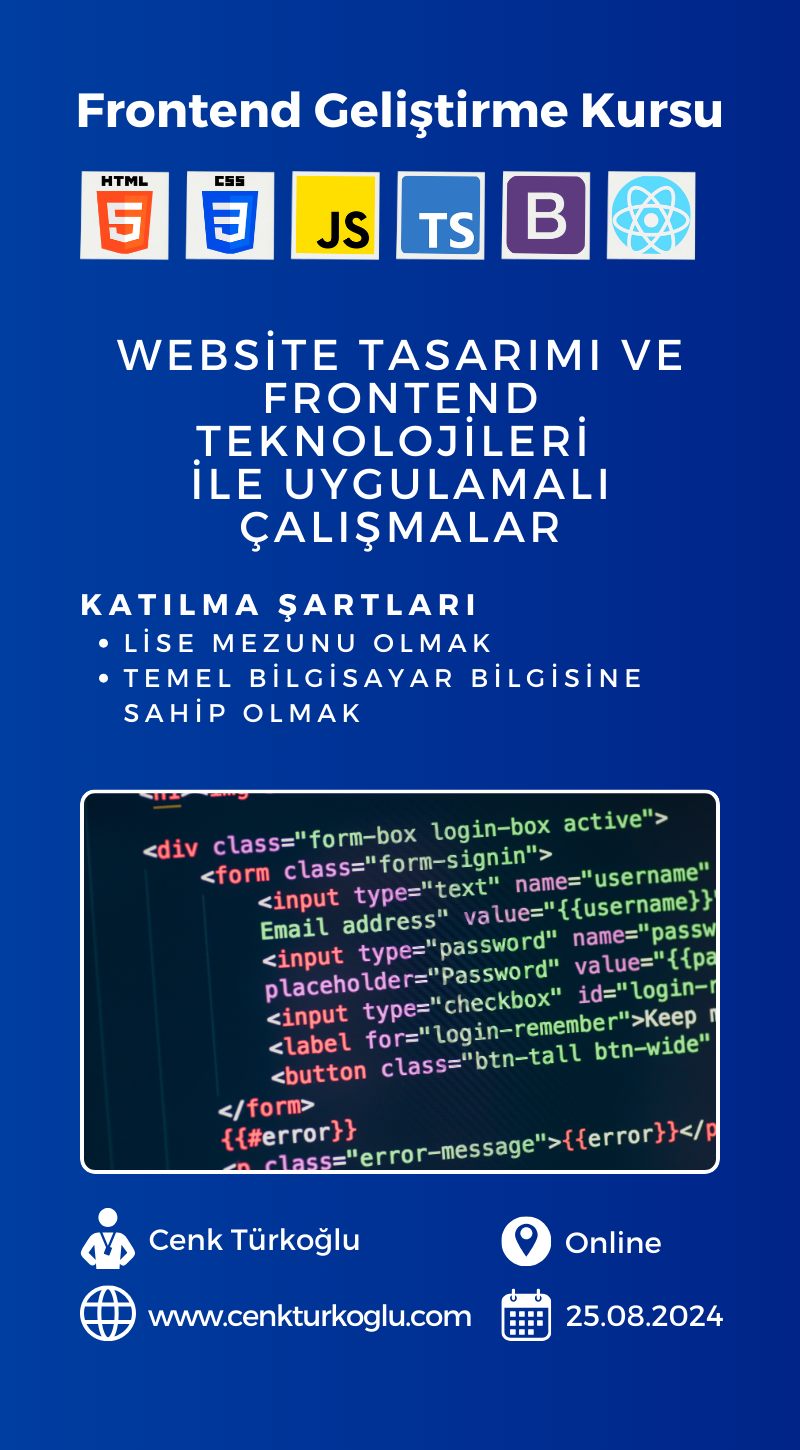 Frontend Geliştirme Kursu
HTML CSS JS TS B
5 3
WEBSİTE TASARIMI VE
FRONTEND
TEKNOLOJİLERİ
İLE UYGULAMALI
ÇALIŞMALAR
KATILMA ŞARTLARI
• LİSE MEZUNU OLMAK
• TEMEL BİLGİSAYAR BİLGİSİNE
SAHİP OLMAK
<div class="form-box login-box active">
<form class="form-signin">
<input type="text" name="username"
Email address" value="{{username}}"
<input type="password" name="passw
placeholder="Password" value="{{pa
<input type="checkbox" id="login-r
<label for="login-remember">Keep m
<button class="btn-tall btn-wide"
</form>
{{#error}}
<p class="error-message">{{error}}</p
Cenk Türkoğlu
Online
www.cenkturkoglu.com
25.08.2024